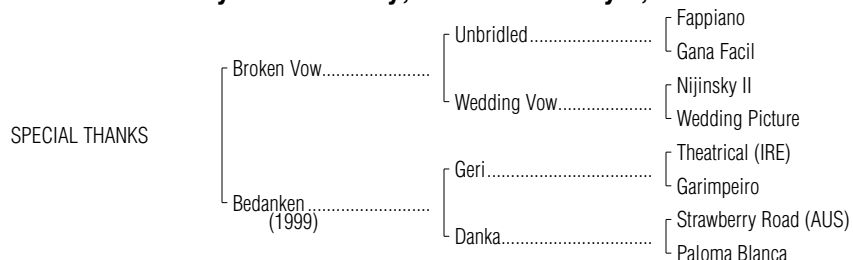 Fappiano
Unbridled
Gana Facil
Broken Vow
Nijinsky II
Wedding Vow
Wedding Picture
SPECIAL THANKS
Theatrical (IRE)
Geri
Garimpeiro
Bedanken
(1999)
Strawberry Road (AUS)
Danka
Paloma Blanca